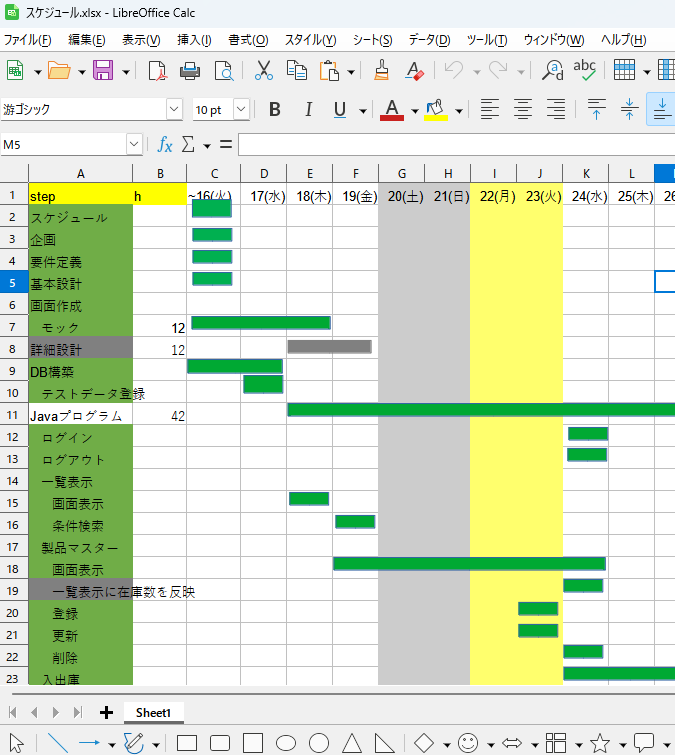 スケジュール.xlsx - LibreOffice Calc
ファイル(F) 編集(E) 表示(V) 挿入(I) 書式(O) スタイル(Y) シート(S) データ(D) ツール(T) ウィンドウ(W) ヘルプ(H)
abc
游ゴシック 10 pt B I U A
M5 fx Σ =
A B C D E F G H I J K L
1 step h ~16(火) 17(水) 18(木) 19(金) 20(土) 21(日) 22(月) 23(火) 24(水) 25(木) 26
2 スケジュール
3 企画
4 要件定義
5 基本設計
6 画面作成
7 モック 12
8 詳細設計 12
9 DB構築
10 テストデータ登録
11 Javaプログラム 42
12 ログイン
13 ログアウト
14 一覧表示
15 画面表示
16 条件検索
17 製品マスター
18 画面表示
19 一覧表示に在庫数を反映
20 登録
21 更新
22 削除
23 入出庫
Sheet1